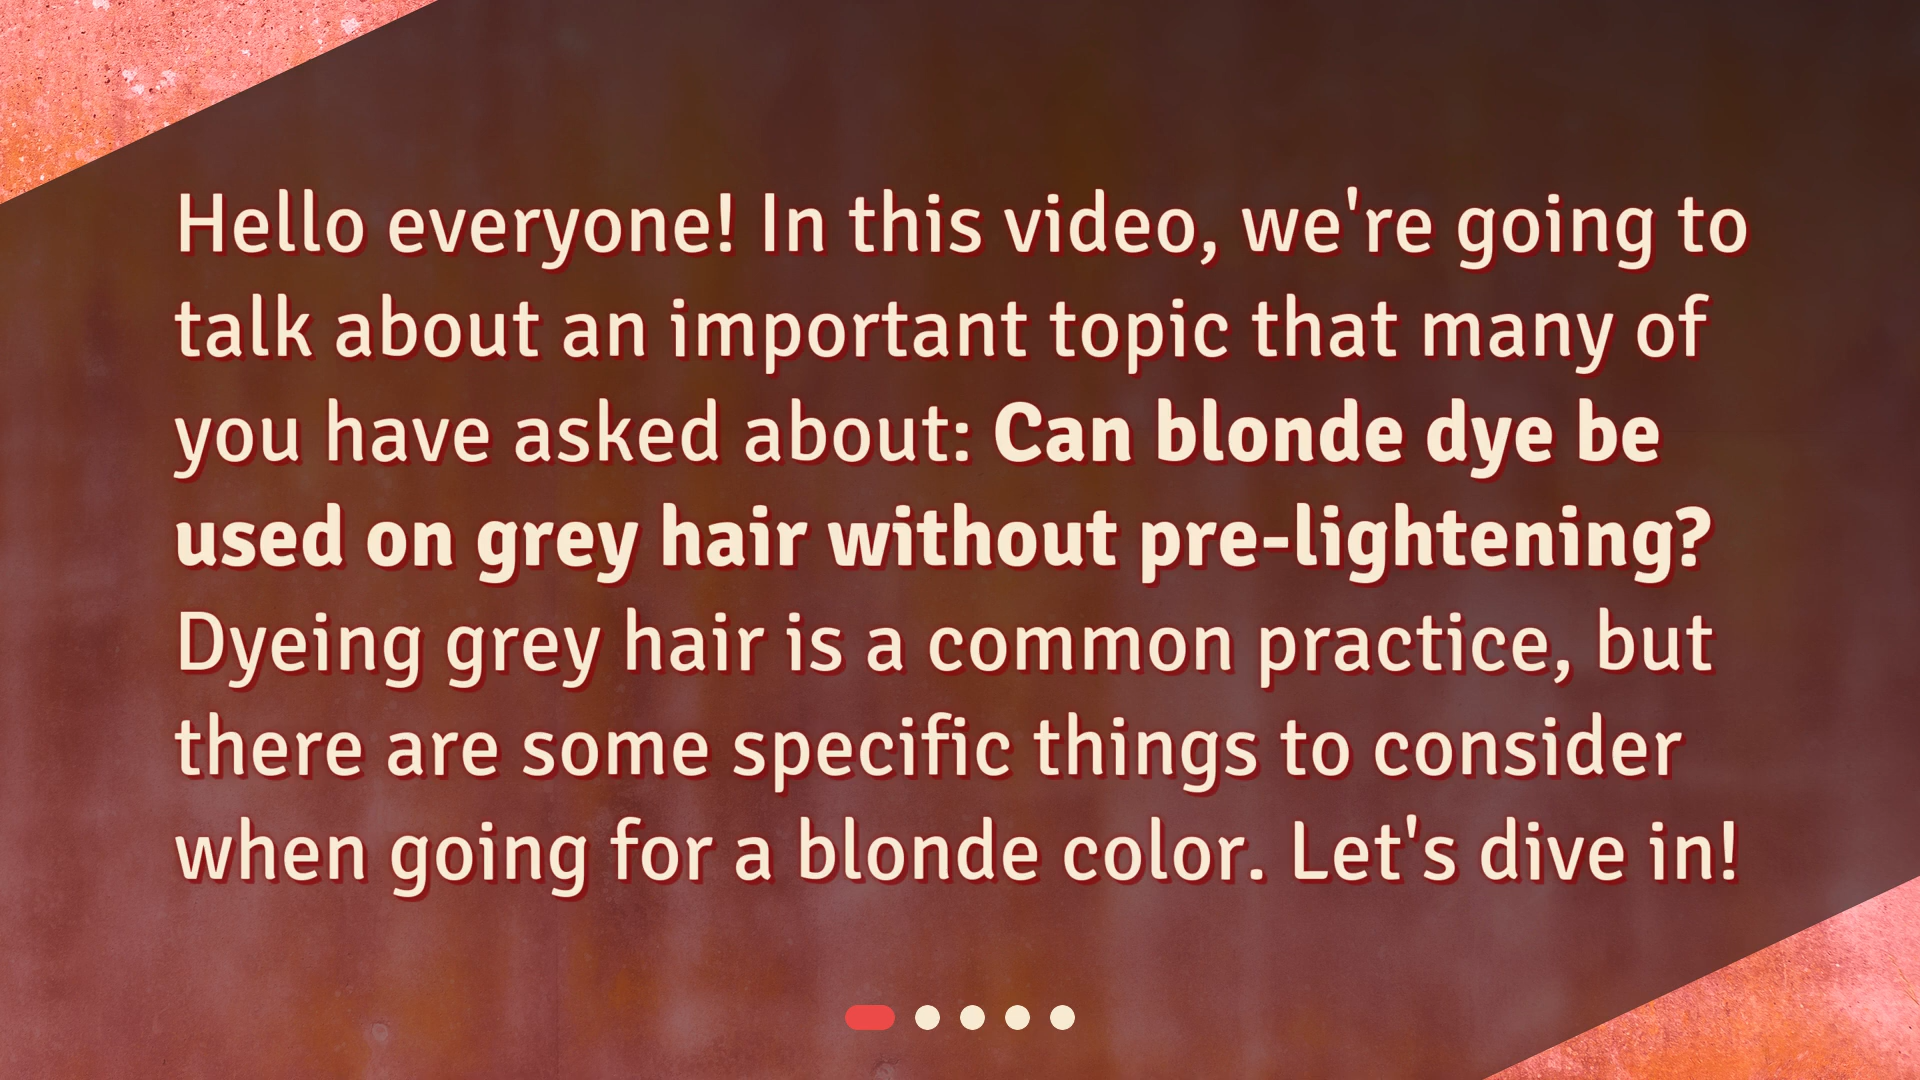 Hello everyone! In this video, we're going to
talk about an important topic that many of
you have asked about: Can blonde dye be
used on grey hair without pre-lightening?
Dyeing grey hair is a common practice, but
there are some specific things to consider
when going for a blonde color. Let's dive in!